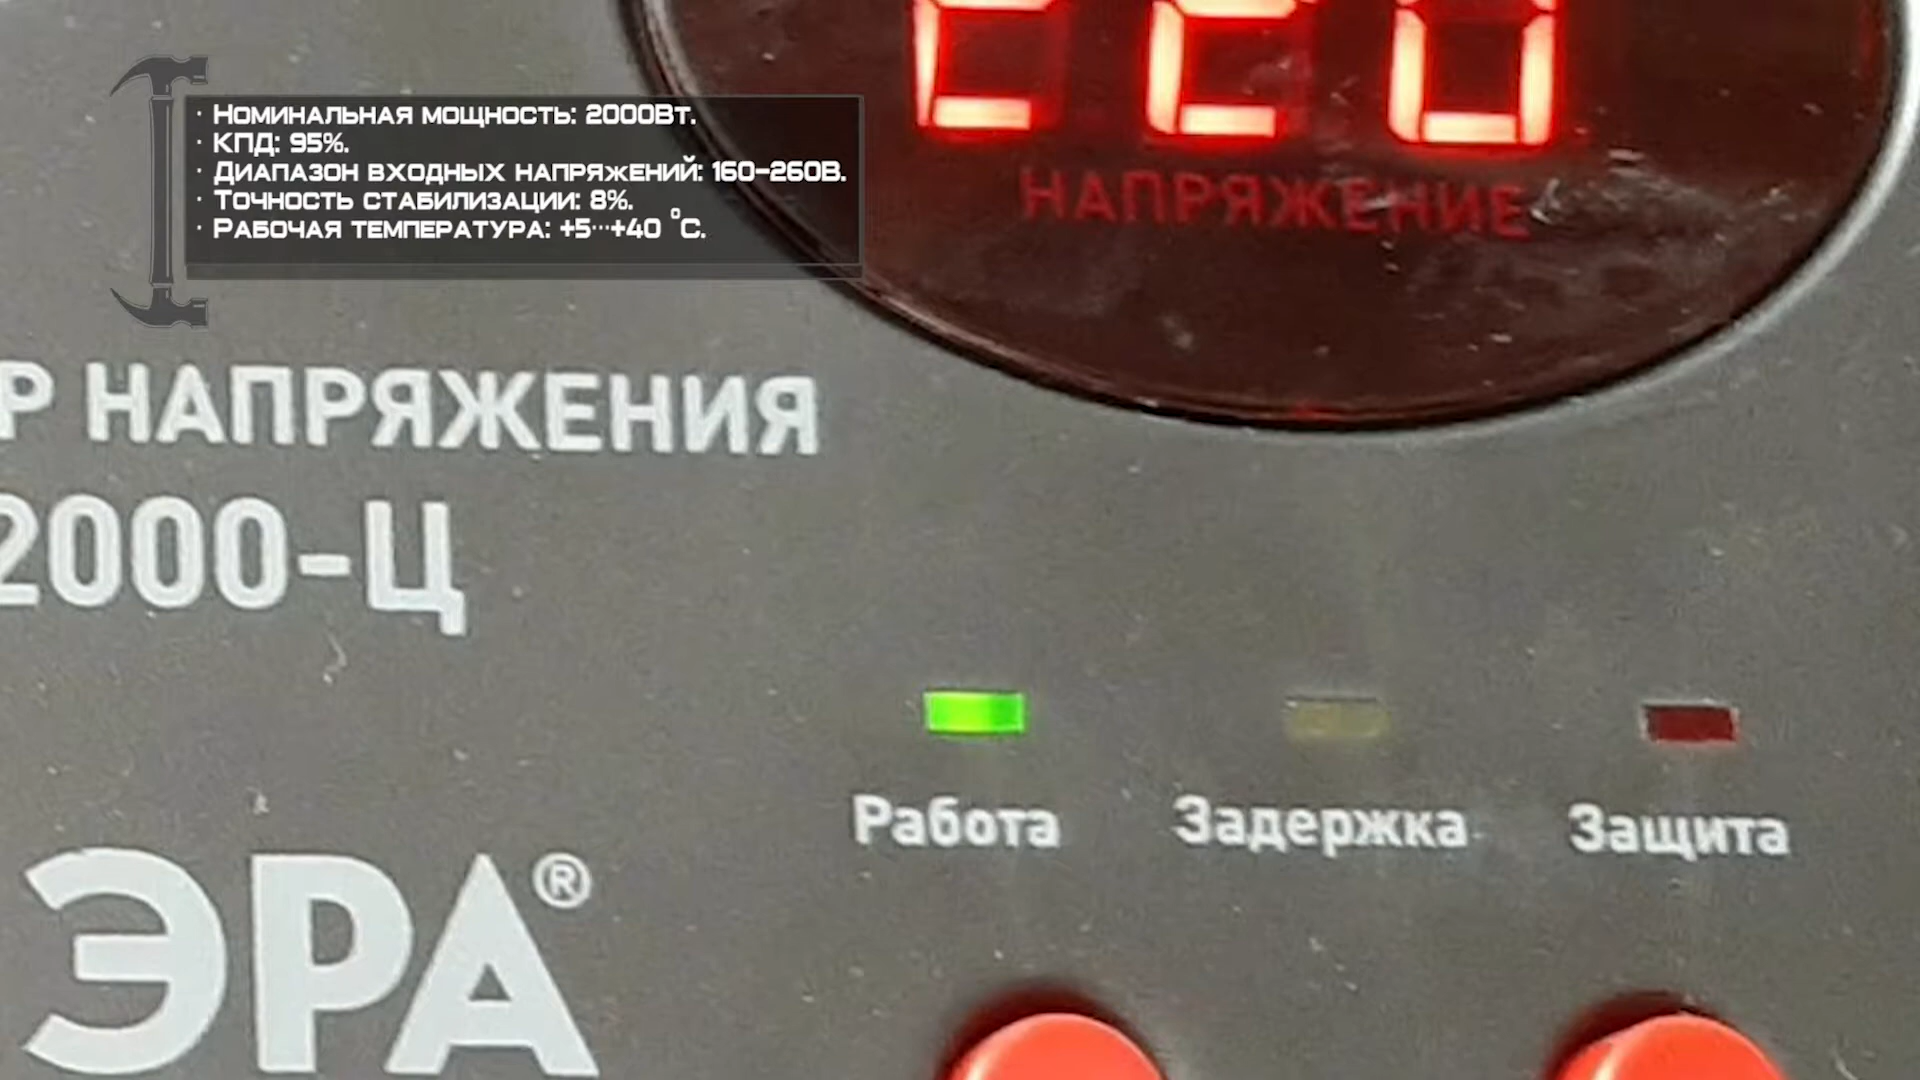 · Номинальная мощность: 2000Вт.
· КПД: 95%.
· Диапазон входных напряжений: 160-260В.
· Точность стабилизации: 8%.
· Рабочая температура: +5...+40 °С.
НАПРЯЖЕНИЕ
Р НАПРЯЖЕНИЯ
2000-Ц
Работа Задержка Защита
ЭРА®